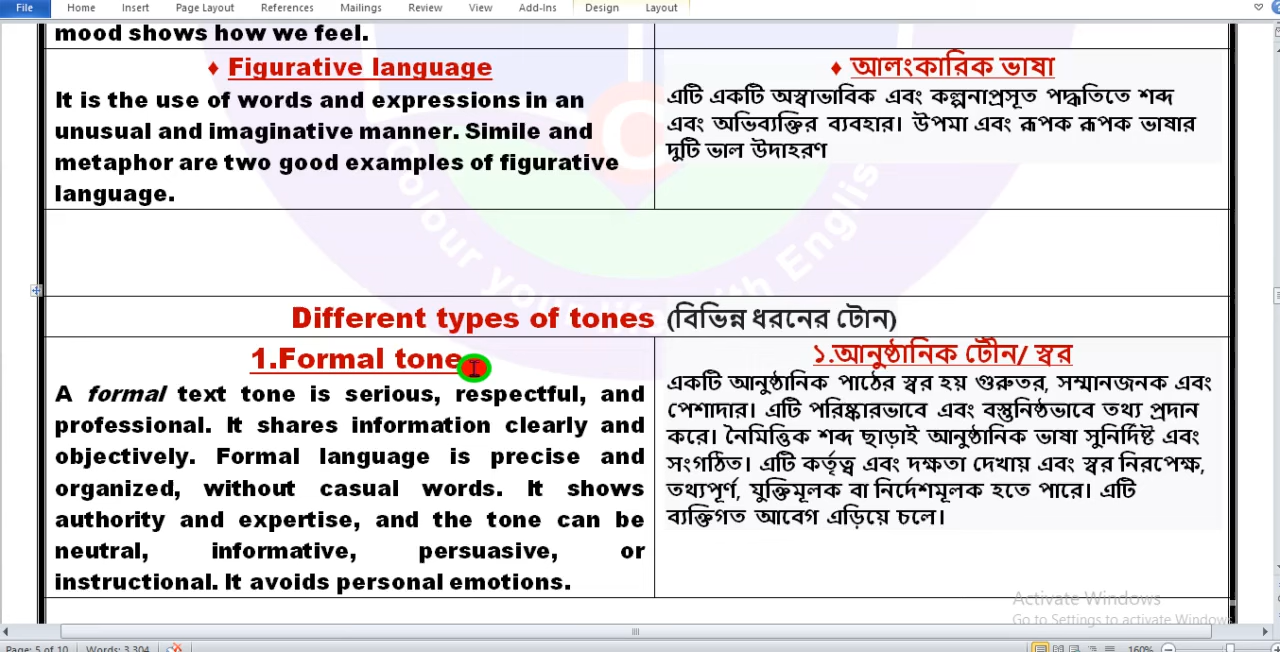 File Home Insert Page Layout References Mailings Review View Add-Ins Design Layout
mood shows how we feel.
♦ Figurative language
It is the use of words and expressions in an
unusual and imaginative manner. Simile and
metaphor are two good examples of figurative
language.
♦ আলংকারিক ভাষা
এটি একটি অস্বাভাবিক এবং কল্পনাপ্রসূত পদ্ধতিতে শব্দ
এবং অভিব্যক্তির ব্যবহার। উপমা এবং রূপক রূপক ভাষার
দুটি ভাল উদাহরণ
Colour your with English
Different types of tones (বিভিন্ন ধরনের টোন)
1.Formal tone
A formal text tone is serious, respectful, and
professional. It shares information clearly and
objectively. Formal language is precise and
organized, without casual words. It shows
authority and expertise, and the tone can be
neutral, informative, persuasive, or
instructional. It avoids personal emotions.
১.আনুষ্ঠানিক টৌন/ স্বর
একটি আনুষ্ঠানিক পাঠের স্বর হয় গুরুতর, সম্মানজনক এবং
পেশাদার। এটি পরিষ্কারভাবে এবং বস্তুনিষ্ঠভাবে তথ্য প্রদান
করে। নৈমিত্তিক শব্দ ছাড়াই আনুষ্ঠানিক ভাষা সুনির্দিষ্ট এবং
সংগঠিত। এটি কর্তৃত্ব এবং দক্ষতা দেখায় এবং স্বর নিরপেক্ষ,
তথ্যপূর্ণ, যুক্তিমূলক বা নির্দেশমূলক হতে পারে। এটি
ব্যক্তিগত আবেগ এড়িয়ে চলে।
Activate Windows
Go to Settings to activate Windows
Page: 5 of 10 Words: 3,304 160%